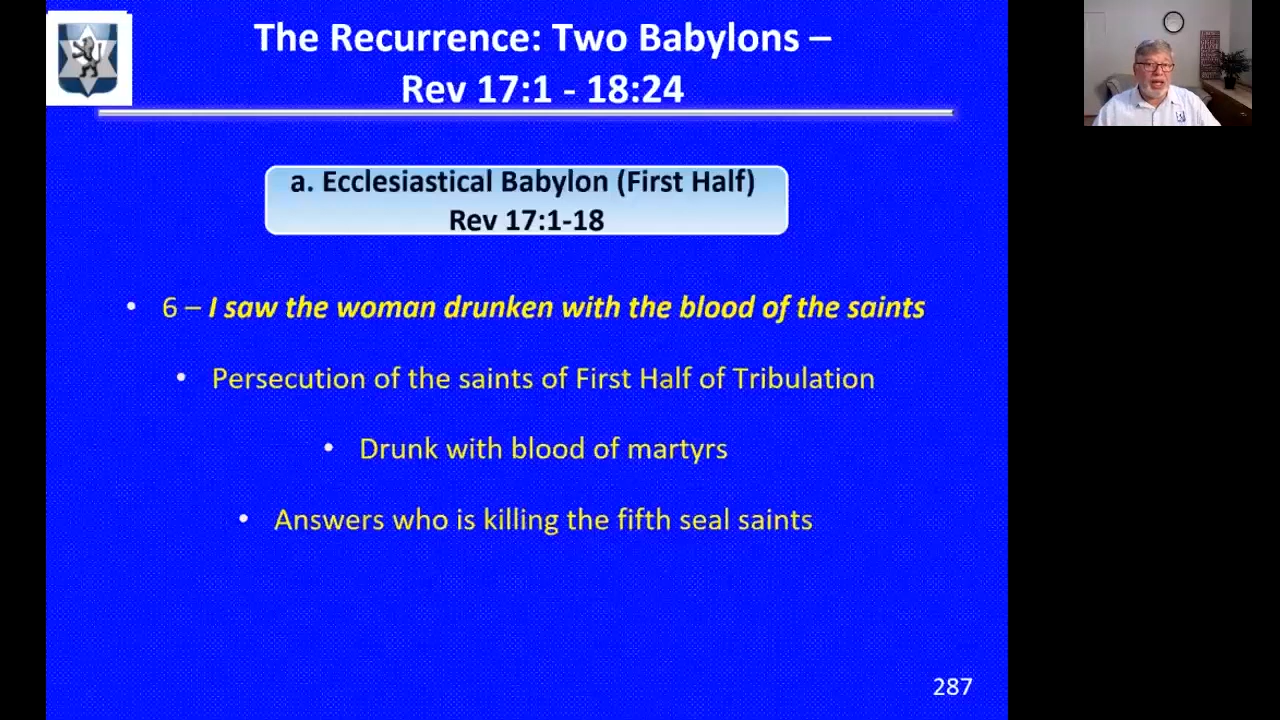 The Recurrence: Two Babylons –
Rev 17:1 - 18:24
a. Ecclesiastical Babylon (First Half)
Rev 17:1-18
• 6 – I saw the woman drunken with the blood of the saints
• Persecution of the saints of First Half of Tribulation
• Drunk with blood of martyrs
• Answers who is killing the fifth seal saints
287